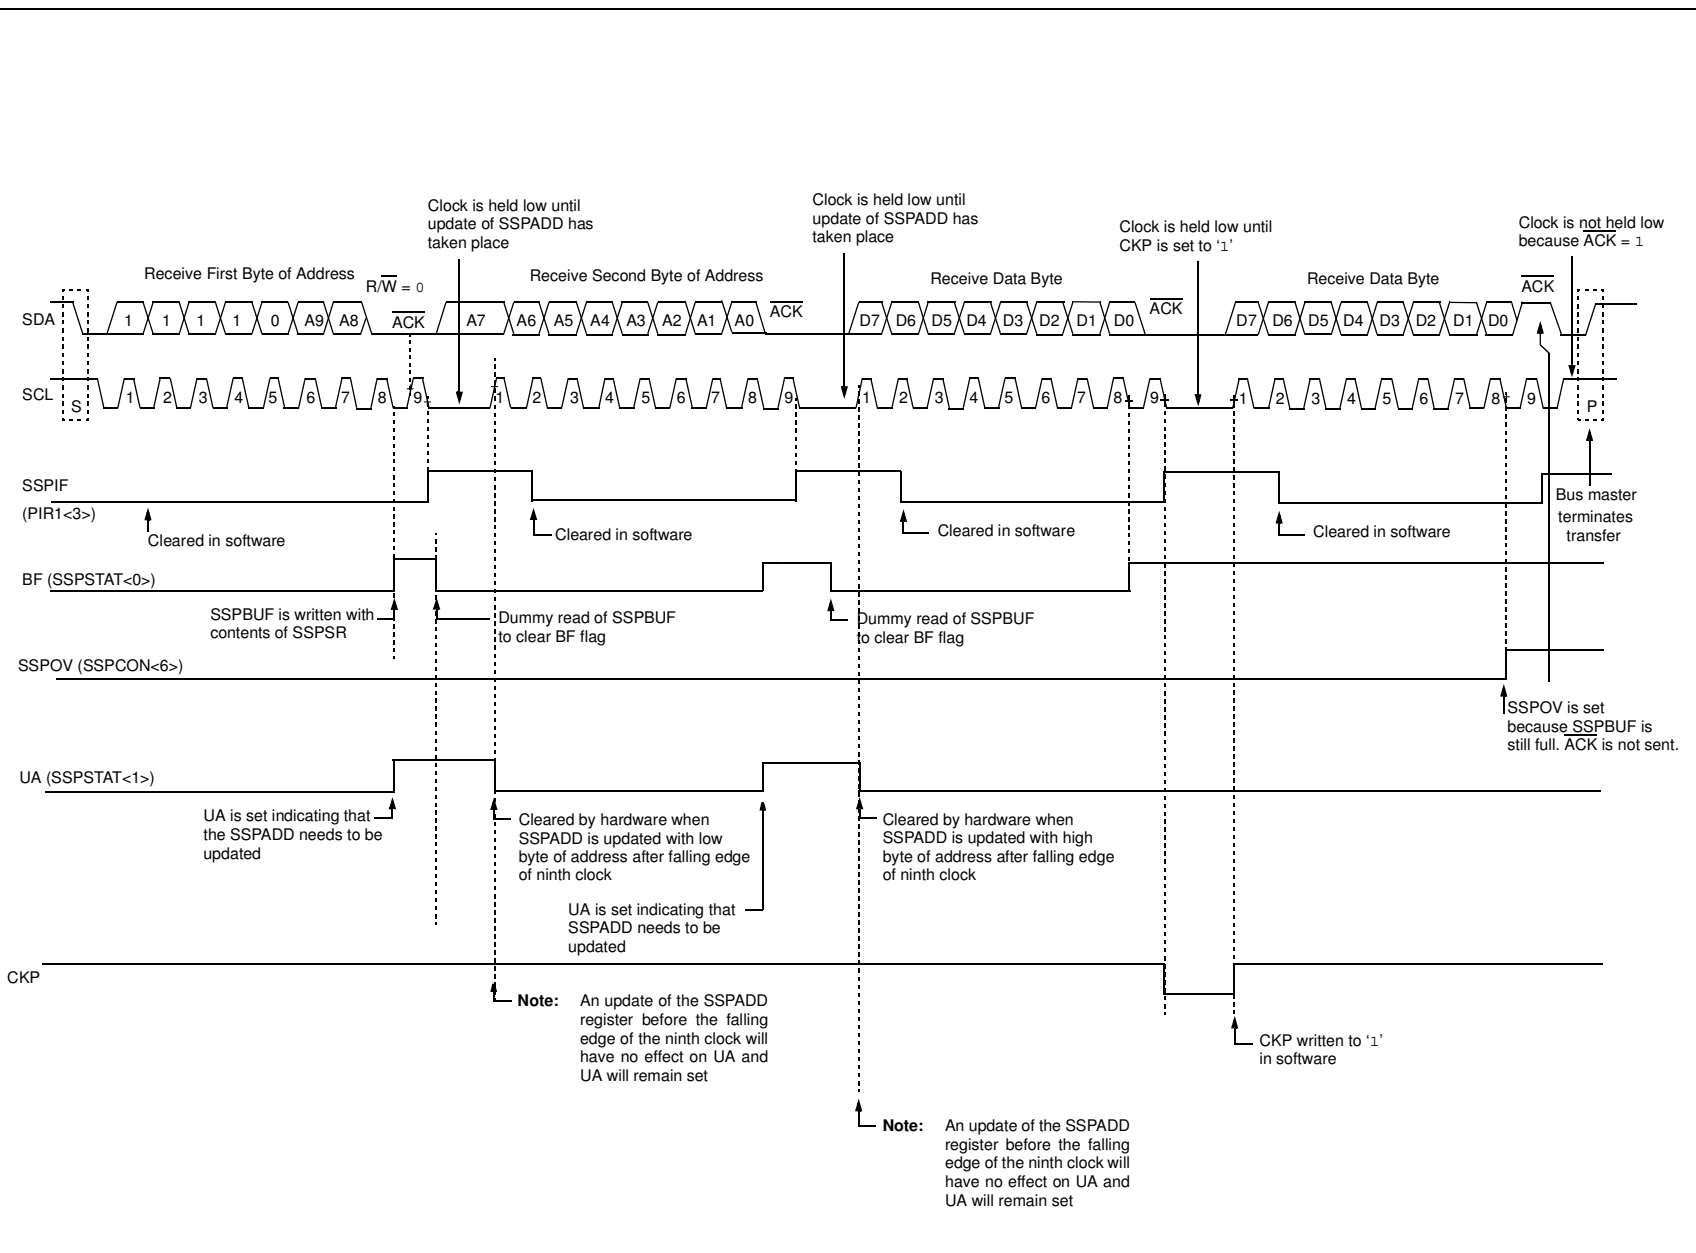 Clock is held low until
update of SSPADD has
taken place
Clock is held low until
update of SSPADD has
taken place
Clock is held low until
CKP is set to ‘1’
Clock is not held low
because ACK = 1
Receive First Byte of Address
R/W = 0
Receive Second Byte of Address
Receive Data Byte
Receive Data Byte
ACK
SDA 1 1 1 1 0 A9 A8 ACK A7 A6 A5 A4 A3 A2 A1 A0 ACK D7 D6 D5 D4 D3 D2 D1 D0 ACK D7 D6 D5 D4 D3 D2 D1 D0
SCL S 1 2 3 4 5 6 7 8 9 1 2 3 4 5 6 7 8 9 1 2 3 4 5 6 7 8 9 1 2 3 4 5 6 7 8 9 P
SSPIF
(PIR1<3>)
Cleared in software
Cleared in software
Cleared in software
Cleared in software
Bus master
terminates
transfer
BF (SSPSTAT<0>)
SSPBUF is written with
contents of SSPSR
Dummy read of SSPBUF
to clear BF flag
Dummy read of SSPBUF
to clear BF flag
SSPOV (SSPCON<6>)
SSPOV is set
because SSPBUF is
still full. ACK is not sent.
UA (SSPSTAT<1>)
UA is set indicating that
the SSPADD needs to be
updated
Cleared by hardware when
SSPADD is updated with low
byte of address after falling edge
of ninth clock
UA is set indicating that
SSPADD needs to be
updated
Cleared by hardware when
SSPADD is updated with high
byte of address after falling edge
of ninth clock
CKP
Note: An update of the SSPADD
register before the falling
edge of the ninth clock will
have no effect on UA and
UA will remain set
CKP written to ‘1’
in software
Note: An update of the SSPADD
register before the falling
edge of the ninth clock will
have no effect on UA and
UA will remain set